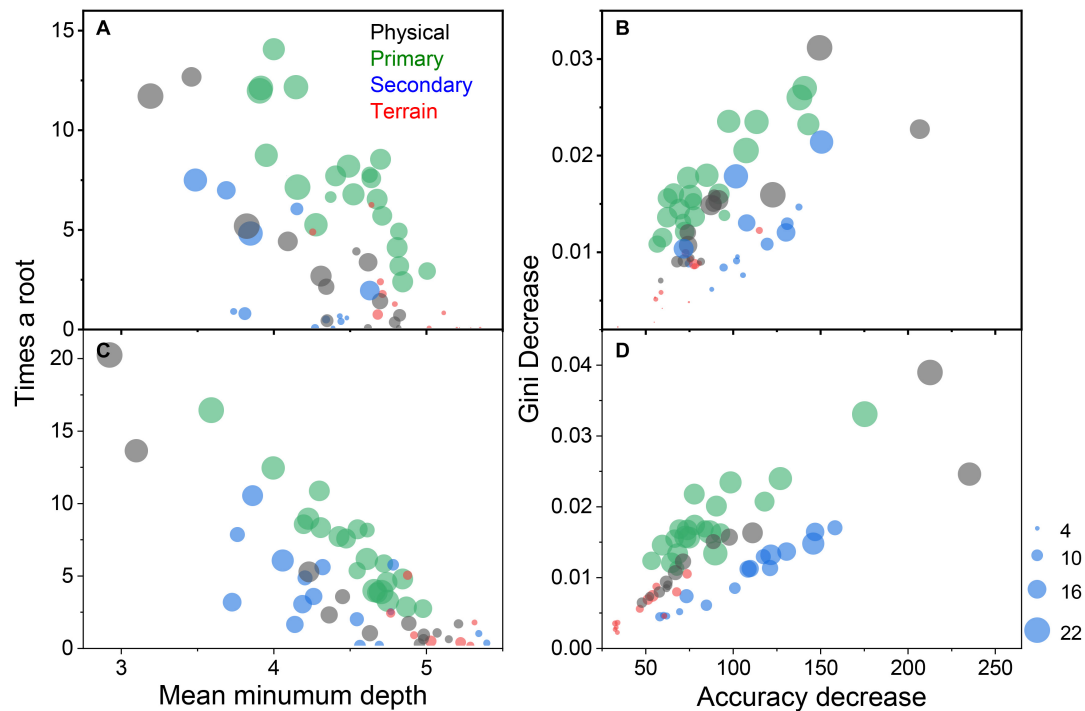 A
Physical
Primary
Secondary
Terrain
15
10
5
0
Times a root
B
0.03
0.02
0.01
Gini Decrease
C
20
15
10
5
0
3
4
5
Mean minumum depth
D
0.04
0.03
0.02
0.01
0.00
50
100
150
200
250
Accuracy decrease
4
10
16
22